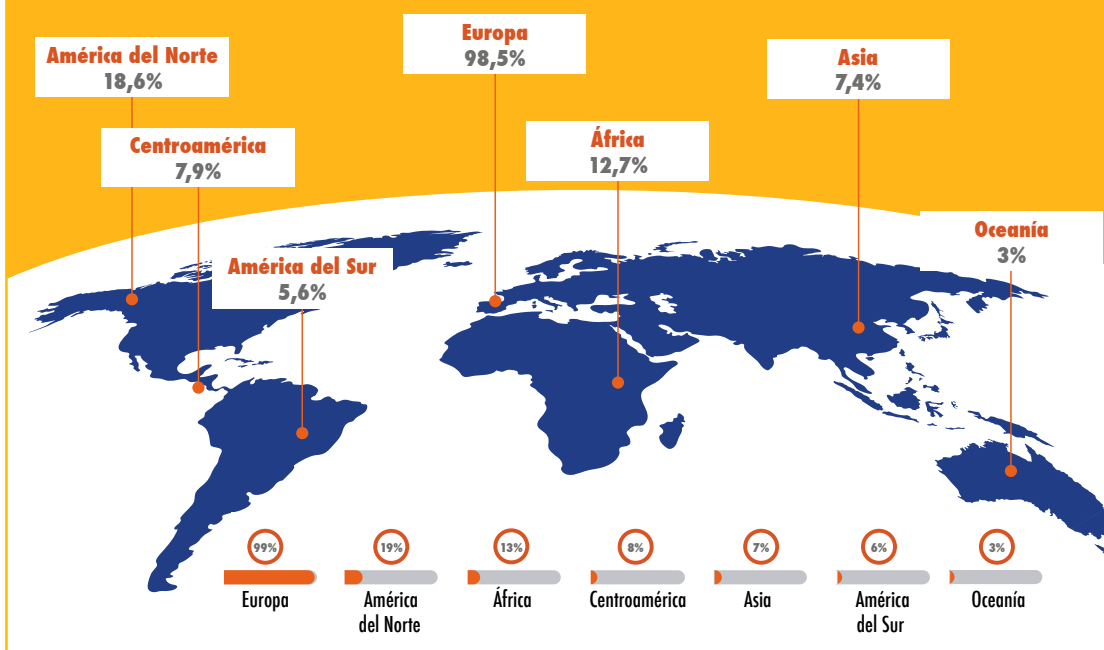 América del Norte
18,6%
Centroamérica
7,9%
América del Sur
5,6%
Europa
98,5%
África
12,7%
Asia
7,4%
Oceanía
3%
99%
Europa
19%
América
del Norte
13%
África
8%
Centroamérica
7%
Asia
6%
América
del Sur
3%
Oceanía